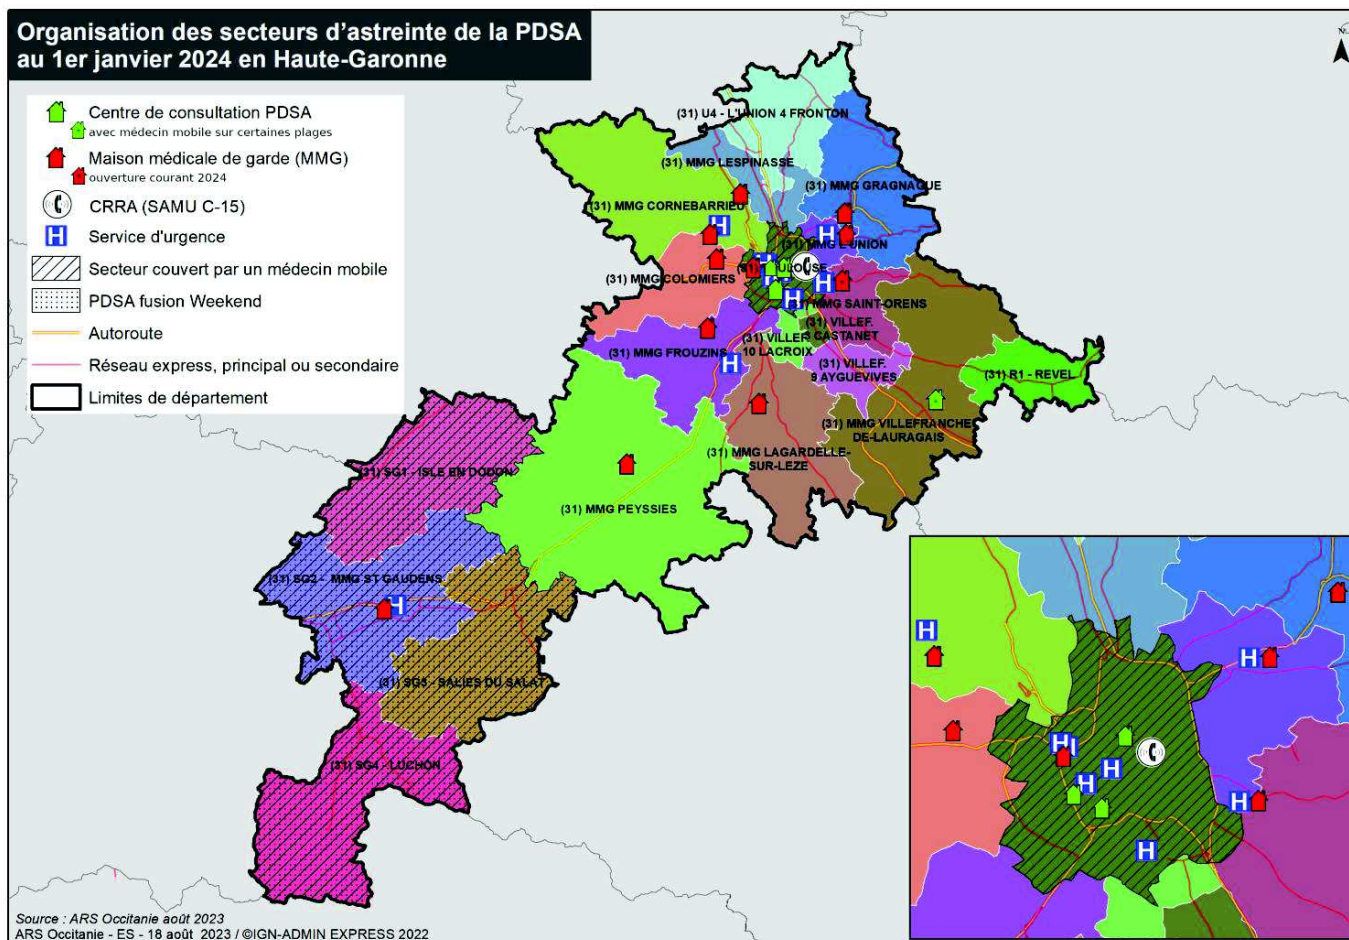 Organisation des secteurs d'astreinte de la PDSA
au 1er janvier 2024 en Haute-Garonne
N
Centre de consultation PDSA
avec médecin mobile sur certaines plages
Maison médicale de garde (MMG)
ouverture courant 2024
CRRA (SAMU C-15)
H Service d'urgence
Secteur couvert par un médecin mobile
PDSA fusion Weekend
Autoroute
Réseau express, principal ou secondaire
Limites de département
(31) U4 - L'UNION 4 FRONTON
(31) MMG LESPINASSE
(31) MMG GRAGNAGUE
(31) MMG CORNEBARRIEU
H
H
(31) MMG L'UNION
(31) MMG COLOMIERS
H
H
H
(31) MMG SAINT-ORENS
(31) VILLEF.
3 CASTANET
(31) VILLEF
10 LACROIX
(31) MMG FROUZINS
H
(31) VILLEF.
9 AYGUEVIVES
(31) R1 - REVEL
(31) MMG VILLEFRANCHE
DE-LAURAGAIS
(31) MMG LAGARDELLE-
SUR-LEZE
(31) SG1 - ISLE EN DODON
(31) MMG PEYSSIES
(31) SG2 - MMG ST GAUDENS
H
(31) SG3 - SALIES DU SALAT
(31) SG4 - LUCHON
H
H
H
H
H
H
H
H
Source : ARS Occitanie août 2023
ARS Occitanie - ES - 18 août 2023 / ©IGN-ADMIN EXPRESS 2022